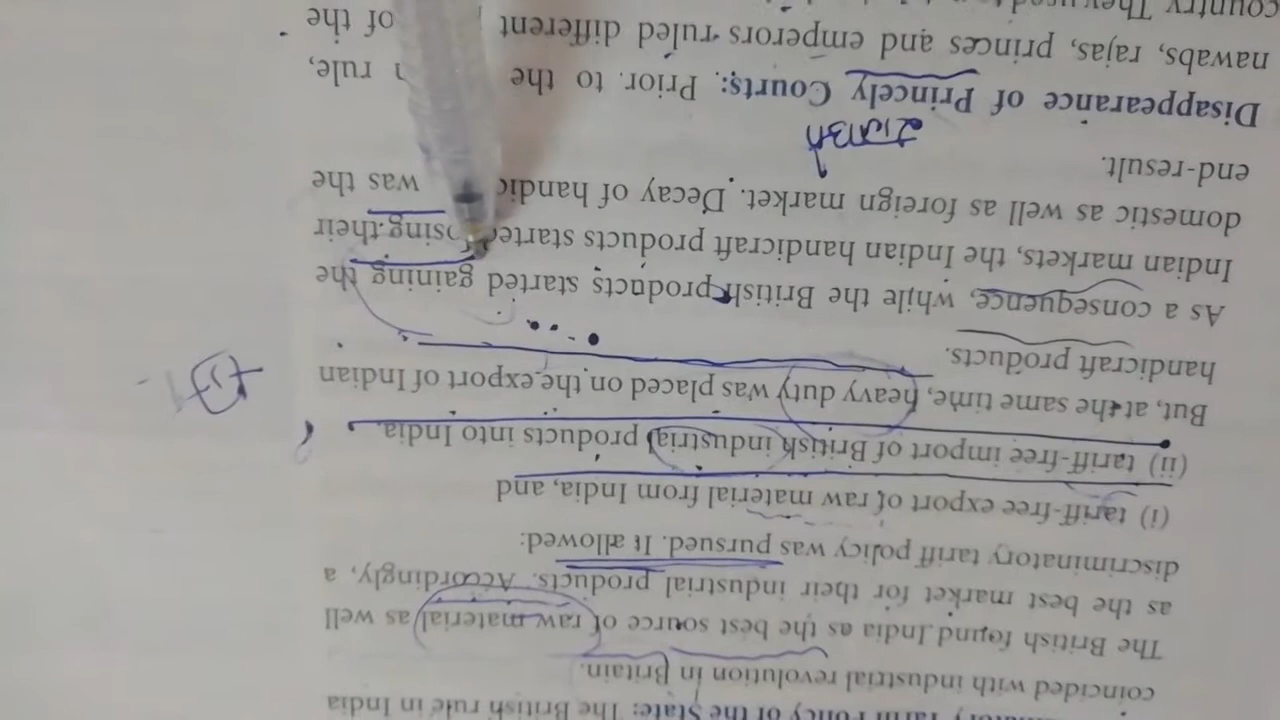 Tariff Policy of the State: The British rule in India
coincided with industrial revolution in Britain.
The British found India as the best source of raw material as well
as the best market for their industrial products. Accordingly, a
discriminatory tariff policy was pursued. It allowed:
(i) tariff-free export of raw material from India, and
(ii) tariff-free import of British industrial products into India.
But, at the same time, heavy duty was placed on the export of Indian
handicraft products.
As a consequence, while the British products started gaining the
Indian markets, the Indian handicraft products started their
domestic as well as foreign market. Decay of was the
end-result.
Disappearance of Princely Courts: Prior to the rule,
nawabs, rajas, princes and emperors ruled different of the
country. They used